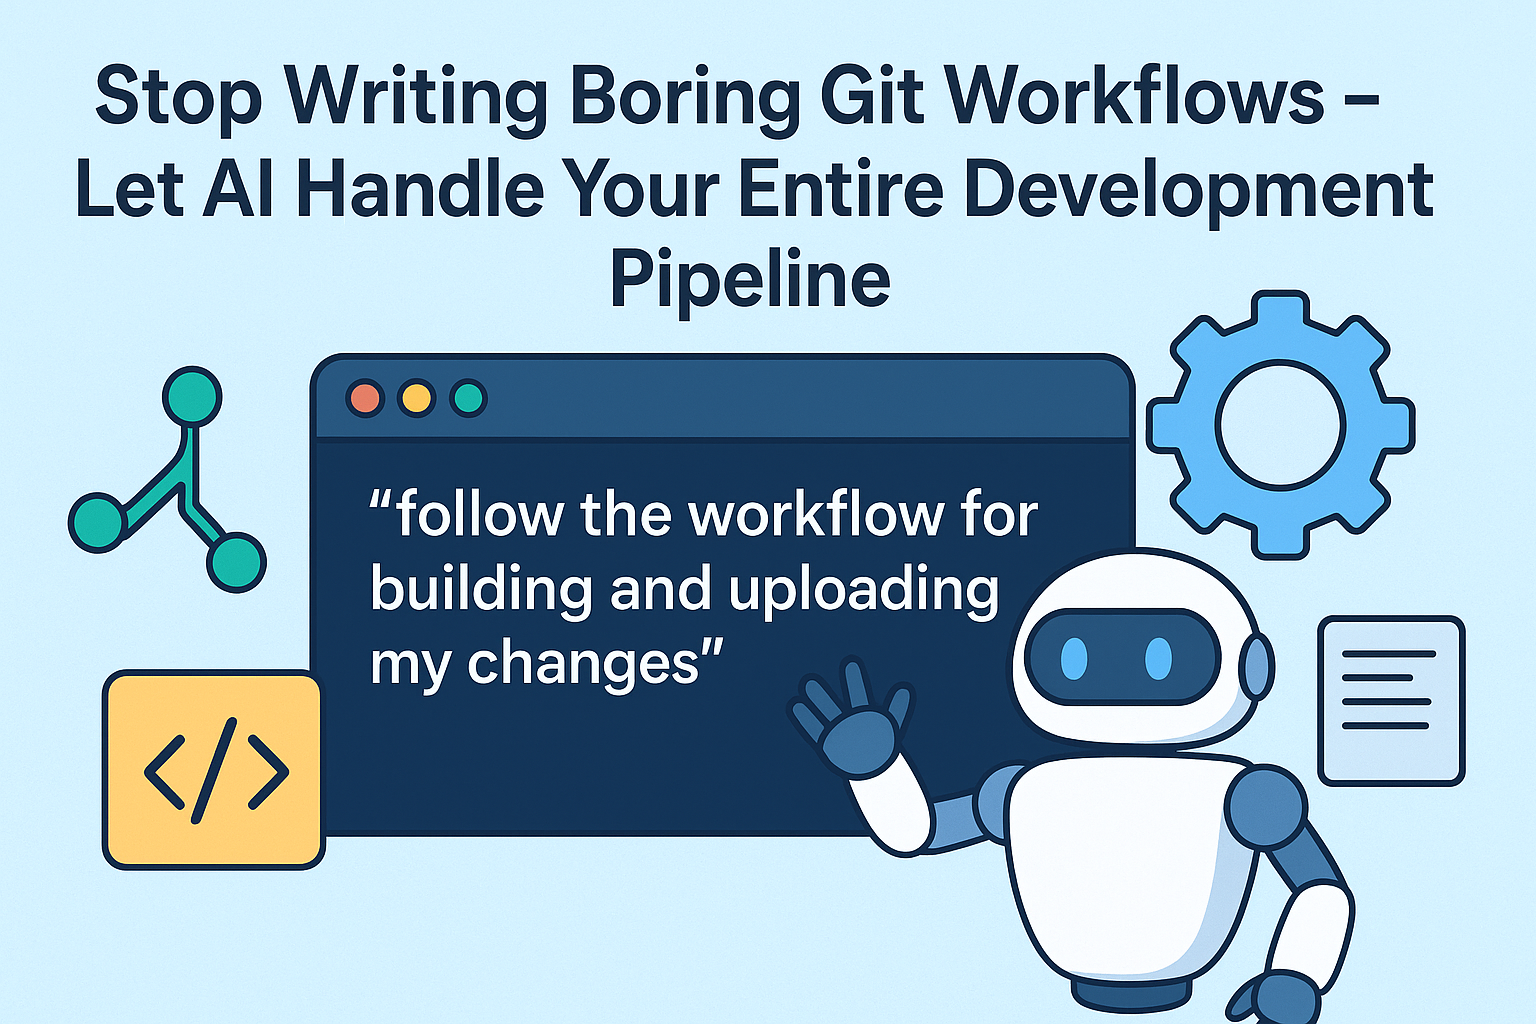 Stop Writing Boring Git Workflows –
Let AI Handle Your Entire Development
Pipeline
“follow the workflow for
building and uploading
my changes”
</>